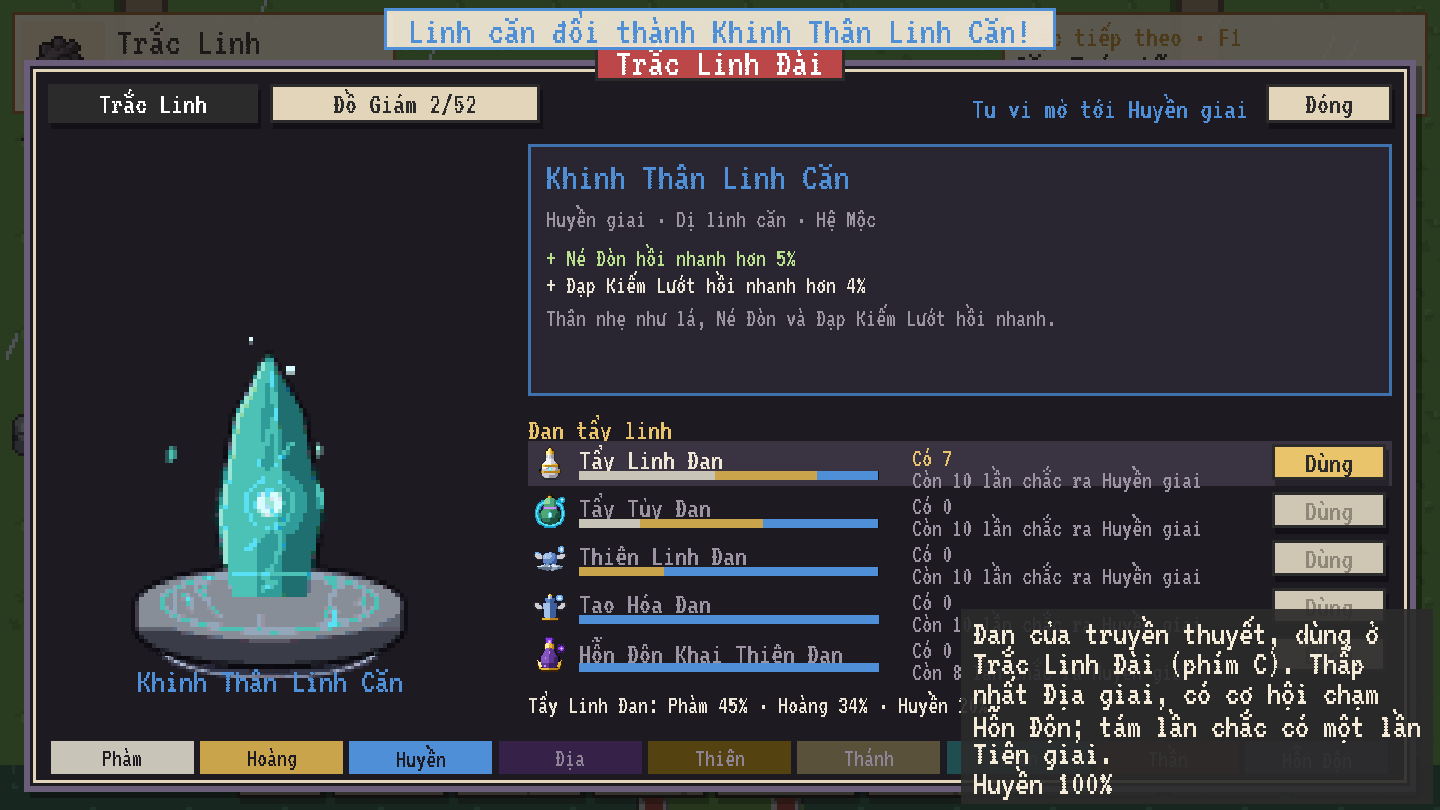 Linh căn đổi thành Khinh Thân Linh Căn!
Trắc Linh
tiếp theo · F1
Trắc Linh Đài
Trắc Linh
Đồ Giám 2/52
Tu vi mở tới Huyền giai
Đóng
Khinh Thân Linh Căn
Huyền giai · Dị linh căn · Hệ Mộc
+ Né Đòn hồi nhanh hơn 5%
+ Đạp Kiếm Lướt hồi nhanh hơn 4%
Thân nhẹ như lá, Né Đòn và Đạp Kiếm Lướt hồi nhanh.
Khinh Thân Linh Căn
Đan tẩy linh
Tẩy Linh Đan
Có 7
Còn 10 lần chắc ra Huyền giai
Dùng
Tẩy Tủy Đan
Có 0
Còn 10 lần chắc ra Huyền giai
Dùng
Thiên Linh Đan
Có 0
Còn 10 lần chắc ra Huyền giai
Dùng
Tạo Hóa Đan
Có 0
Còn 1
Dùng
Hỗn Độn Khai Thiên Đan
Có 0
Còn 8
Tẩy Linh Đan: Phàm 45% · Hoàng 34% · Huyền
Đan của truyền thuyết, dùng ở
Trắc Linh Đài (phím C). Thấp
nhất Địa giai, có cơ hội chạm
Hỗn Độn; tám lần chắc có một lần
Tiên giai.
Huyền 100%
Phàm
Hoàng
Huyền
Địa
Thiên
Thánh
Thần
Hỗn Độn